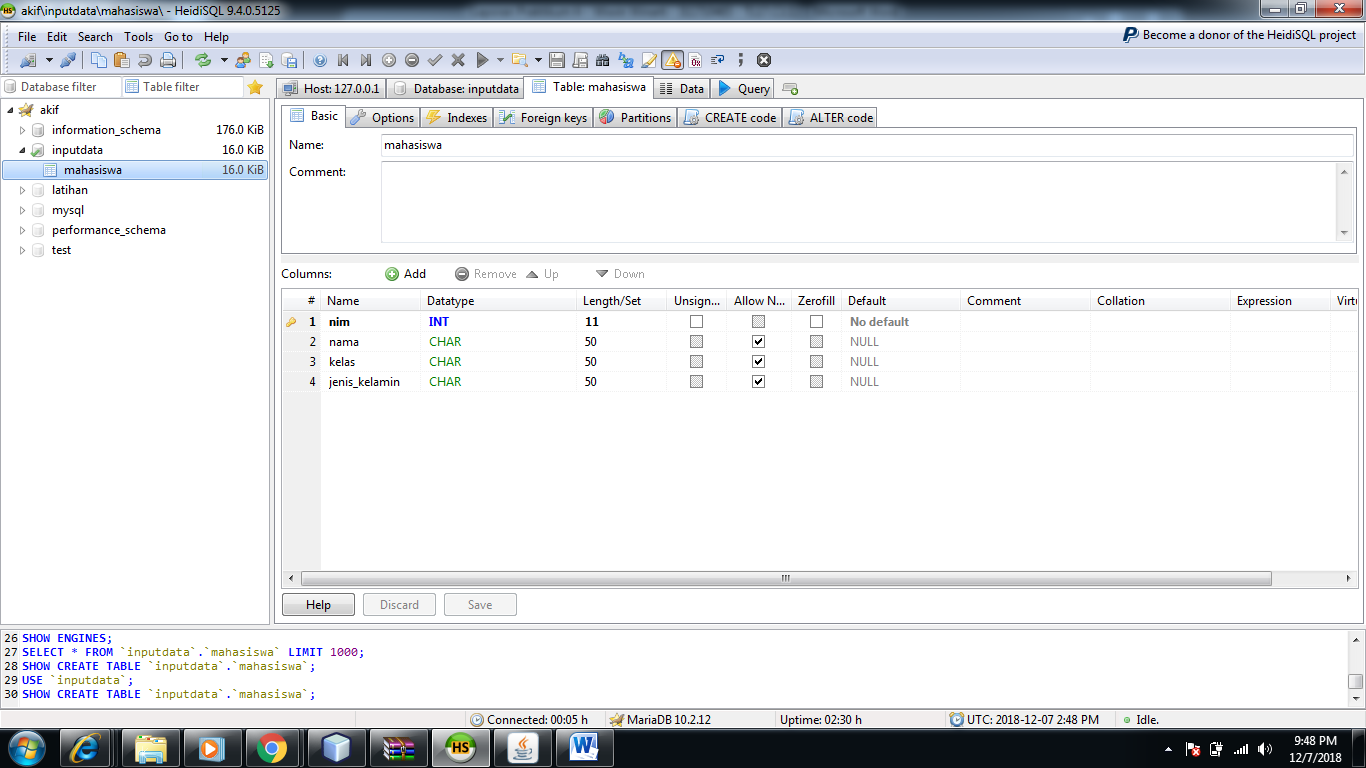 akif\inputdata\mahasiswa\ - HeidiSQL 9.4.0.5125
File Edit Search Tools Go to Help
Become a donor of the HeidiSQL project
Database filter Table filter
Host: 127.0.0.1 Database: inputdata Table: mahasiswa Data Query
akif
information_schema 176.0 KiB
inputdata 16.0 KiB
mahasiswa 16.0 KiB
latihan
mysql
performance_schema
test
Basic Options Indexes Foreign keys Partitions CREATE code ALTER code
Name: mahasiswa
Comment:
Columns: Add Remove Up Down
# Name Datatype Length/Set Unsign... Allow N... Zerofill Default Comment Collation Expression Virtu
1 nim INT 11 No default
2 nama CHAR 50 NULL
3 kelas CHAR 50 NULL
4 jenis_kelamin CHAR 50 NULL
Help Discard Save
26 SHOW ENGINES;
27 SELECT * FROM `inputdata`.`mahasiswa` LIMIT 1000;
28 SHOW CREATE TABLE `inputdata`.`mahasiswa`;
29 USE `inputdata`;
30 SHOW CREATE TABLE `inputdata`.`mahasiswa`;
Connected: 00:05 h MariaDB 10.2.12 Uptime: 02:30 h UTC: 2018-12-07 2:48 PM Idle.
HS
9:48 PM
12/7/2018